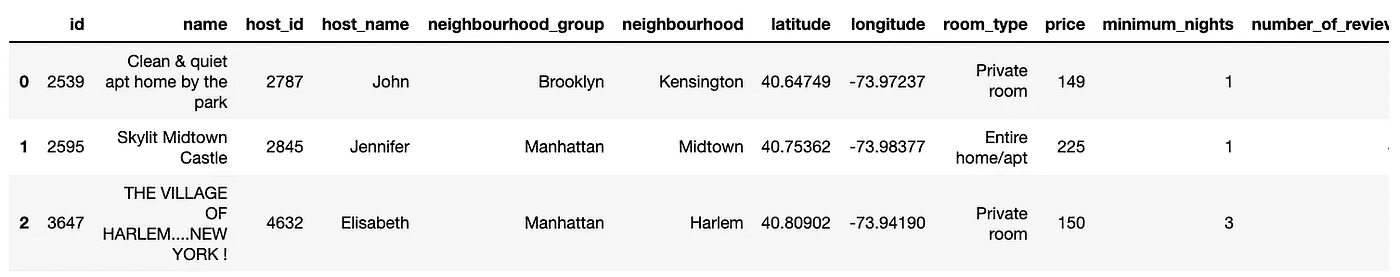 id name host_id host_name neighbourhood_group neighbourhood latitude longitude room_type price minimum_nights
Clean & quiet
0 2539 apt home by the 2787 John Brooklyn Kensington 40.64749 -73.97237 Private 149 1
park room
Skylit Midtown Entire
1 2595 Castle 2845 Jennifer Manhattan Midtown 40.75362 -73.98377 home/apt 225 1
THE VILLAGE
OF Private
2 3647 HARLEM....NEW 4632 Elisabeth Manhattan Harlem 40.80902 -73.94190 room 150 3
YORK !